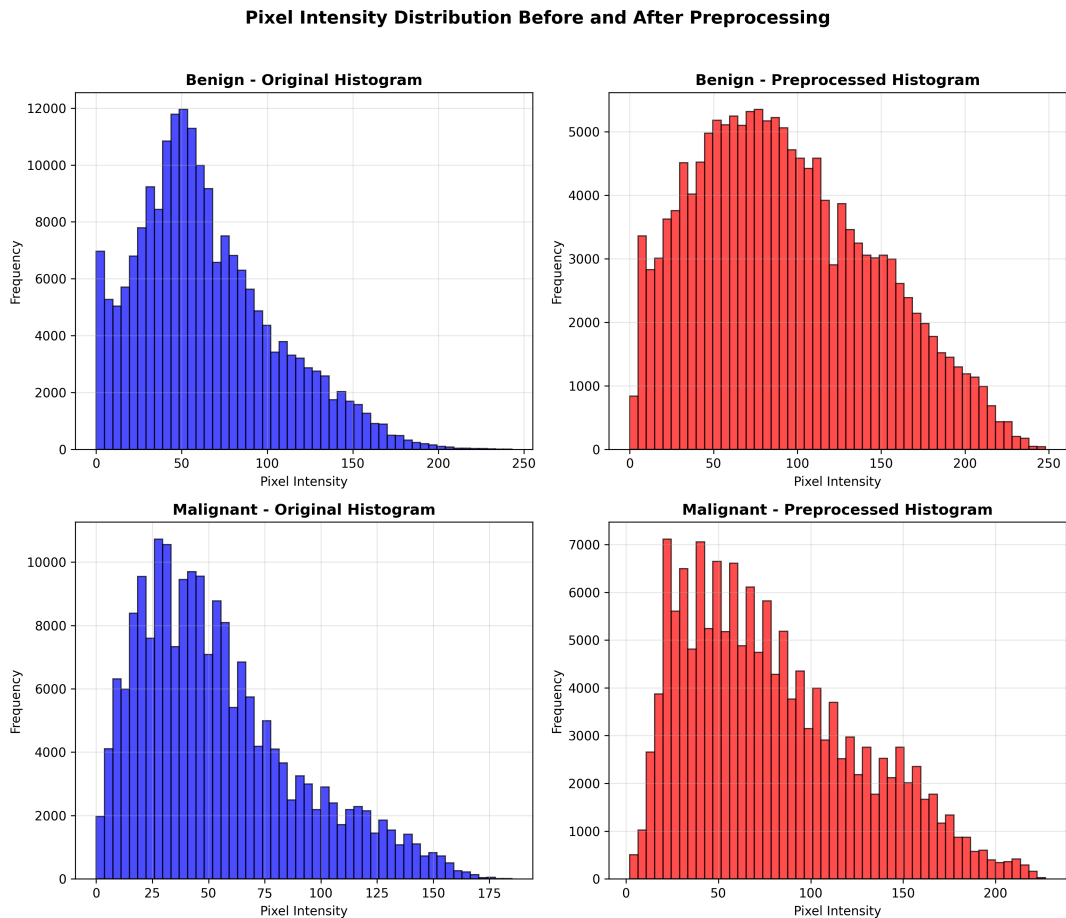 Pixel Intensity Distribution Before and After Preprocessing
Benign - Original Histogram
Frequency
12000
10000
8000
6000
4000
2000
0
0 50 100 150 200 250
Pixel Intensity
Benign - Preprocessed Histogram
Frequency
5000
4000
3000
2000
1000
0
0 50 100 150 200 250
Pixel Intensity
Malignant - Original Histogram
Frequency
10000
8000
6000
4000
2000
0
0 25 50 75 100 125 150 175
Pixel Intensity
Malignant - Preprocessed Histogram
Frequency
7000
6000
5000
4000
3000
2000
1000
0
0 50 100 150 200
Pixel Intensity